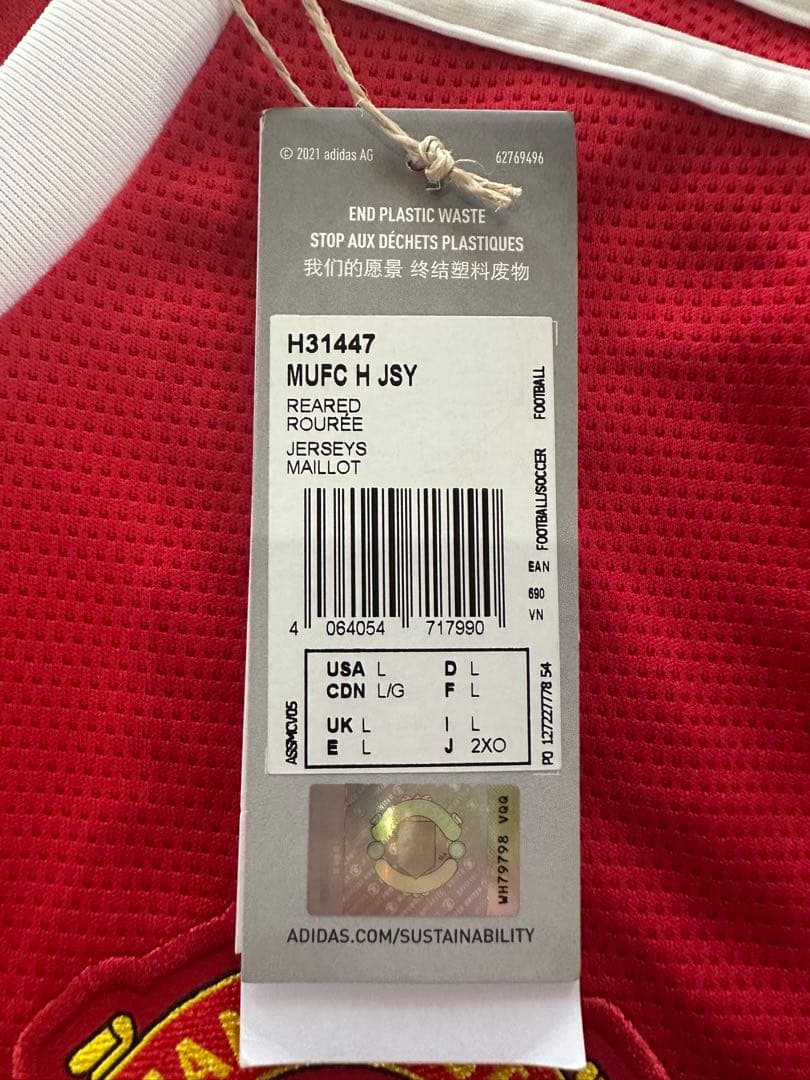 © 2021 adidas AG 62769496
END PLASTIC WASTE
STOP AUX DÉCHETS PLASTIQUES
我们的愿景 终结塑料废物
H31447
MUFC H JSY
REARED
ROURÉE
JERSEYS
MAILLOT
FOOTBALL/SOCCER FOOTBALL
EAN
690
VN
4 064054 717990
USA L D L
CDN L/G F L
UK L I L
E L J 2XO
ASSMCV05
PO 127227778 54
WH79798 VQQ
ADIDAS.COM/SUSTAINABILITY